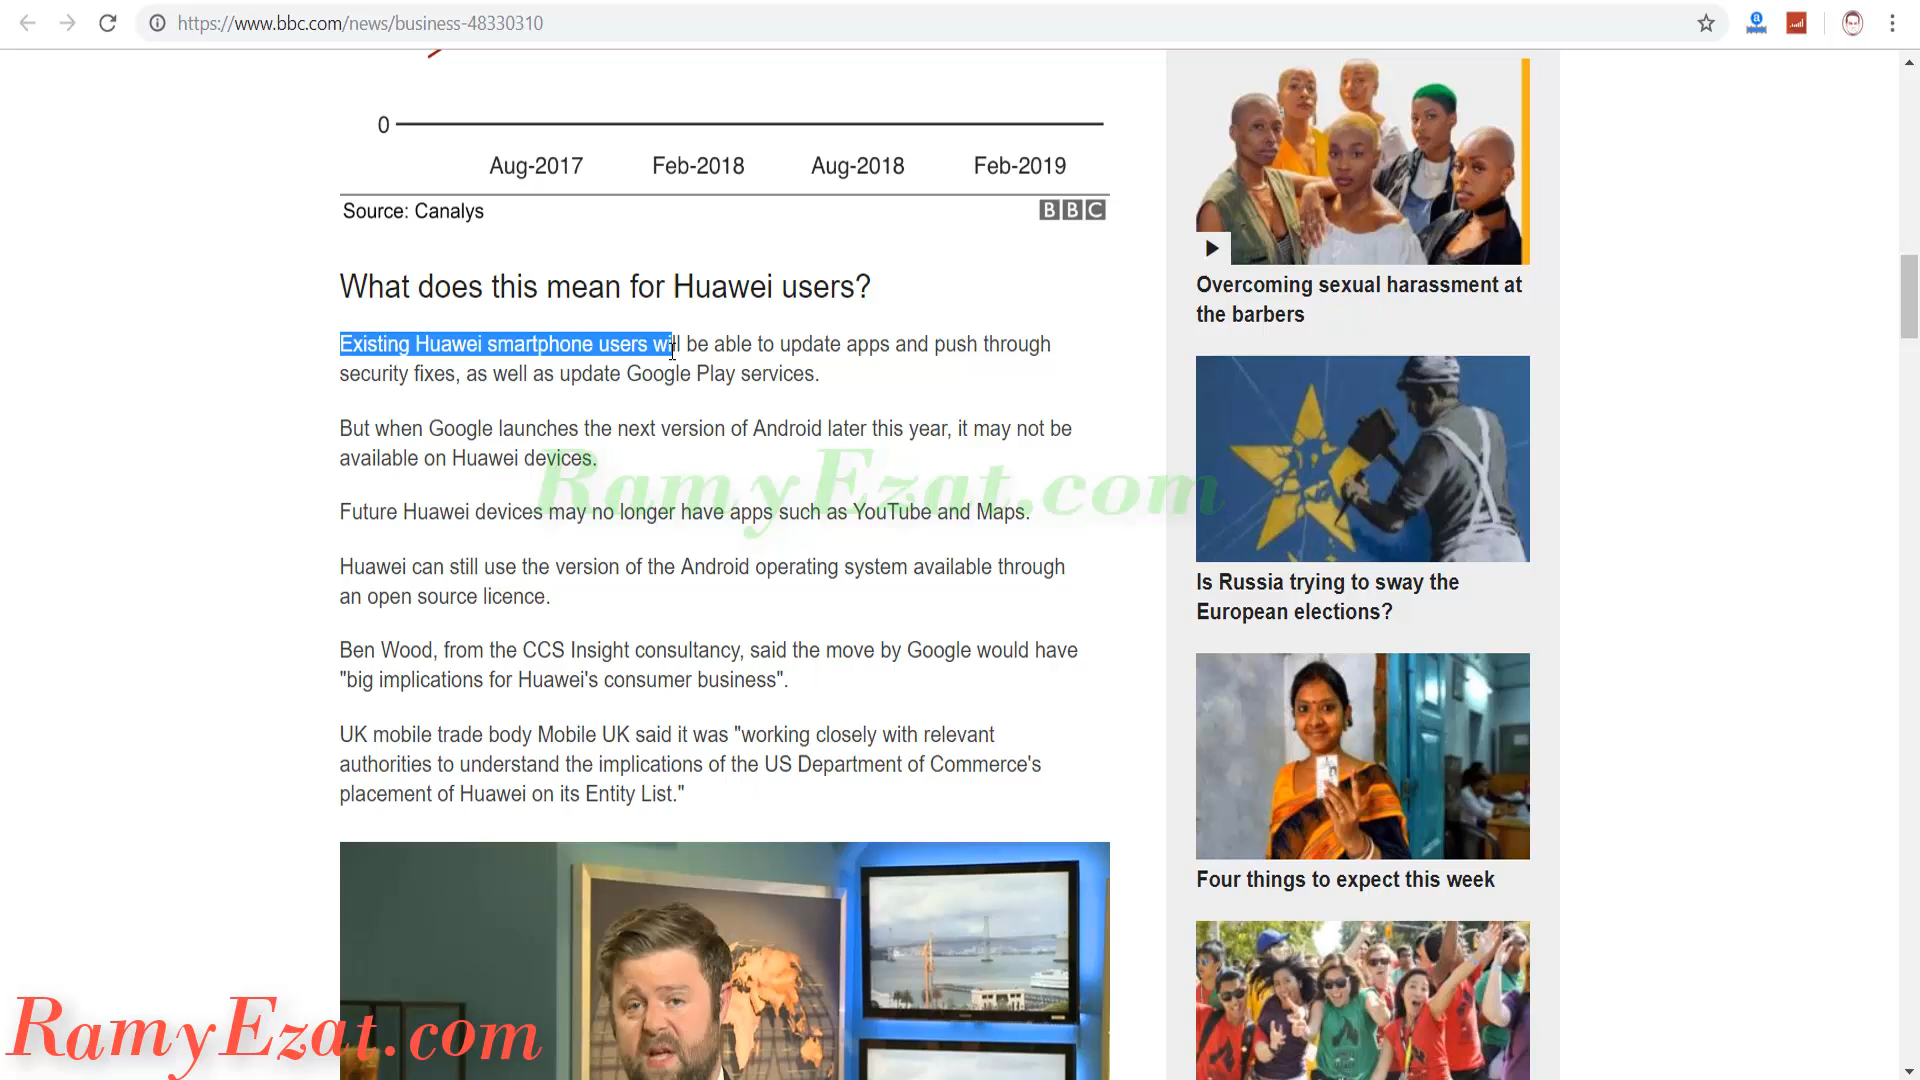 https://www.bbc.com/news/business-48330310
0
Aug-2017 Feb-2018 Aug-2018 Feb-2019
Source: Canalys
BBC
What does this mean for Huawei users?
Existing Huawei smartphone users will be able to update apps and push through
security fixes, as well as update Google Play services.
But when Google launches the next version of Android later this year, it may not be
available on Huawei devices.
Future Huawei devices may no longer have apps such as YouTube and Maps.
Huawei can still use the version of the Android operating system available through
an open source licence.
Ben Wood, from the CCS Insight consultancy, said the move by Google would have
"big implications for Huawei's consumer business".
UK mobile trade body Mobile UK said it was "working closely with relevant
authorities to understand the implications of the US Department of Commerce's
placement of Huawei on its Entity List."
Overcoming sexual harassment at
the barbers
Is Russia trying to sway the
European elections?
Four things to expect this week
RamyEzat.com
RamyEzat.com